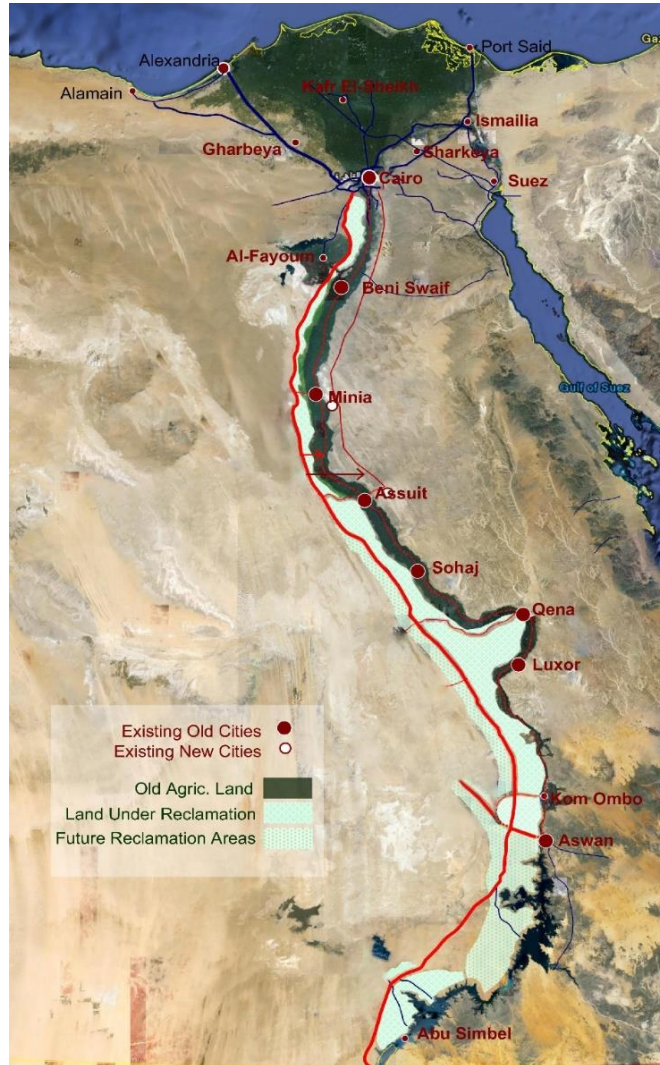 Port Said
Gaz
Alexandria
Alamain
Kafr El-Sheikh
Ismailia
Gharbeya
Sharkeya
Cairo
Suez
Al-Fayoum
Beni Swaif
Gulf of Suez
Minia
Assuit
Sohaj
Qena
Luxor
Existing Old Cities
Existing New Cities
Old Agric. Land
Land Under Reclamation
Future Reclamation Areas
Kom Ombo
Aswan
Abu Simbel